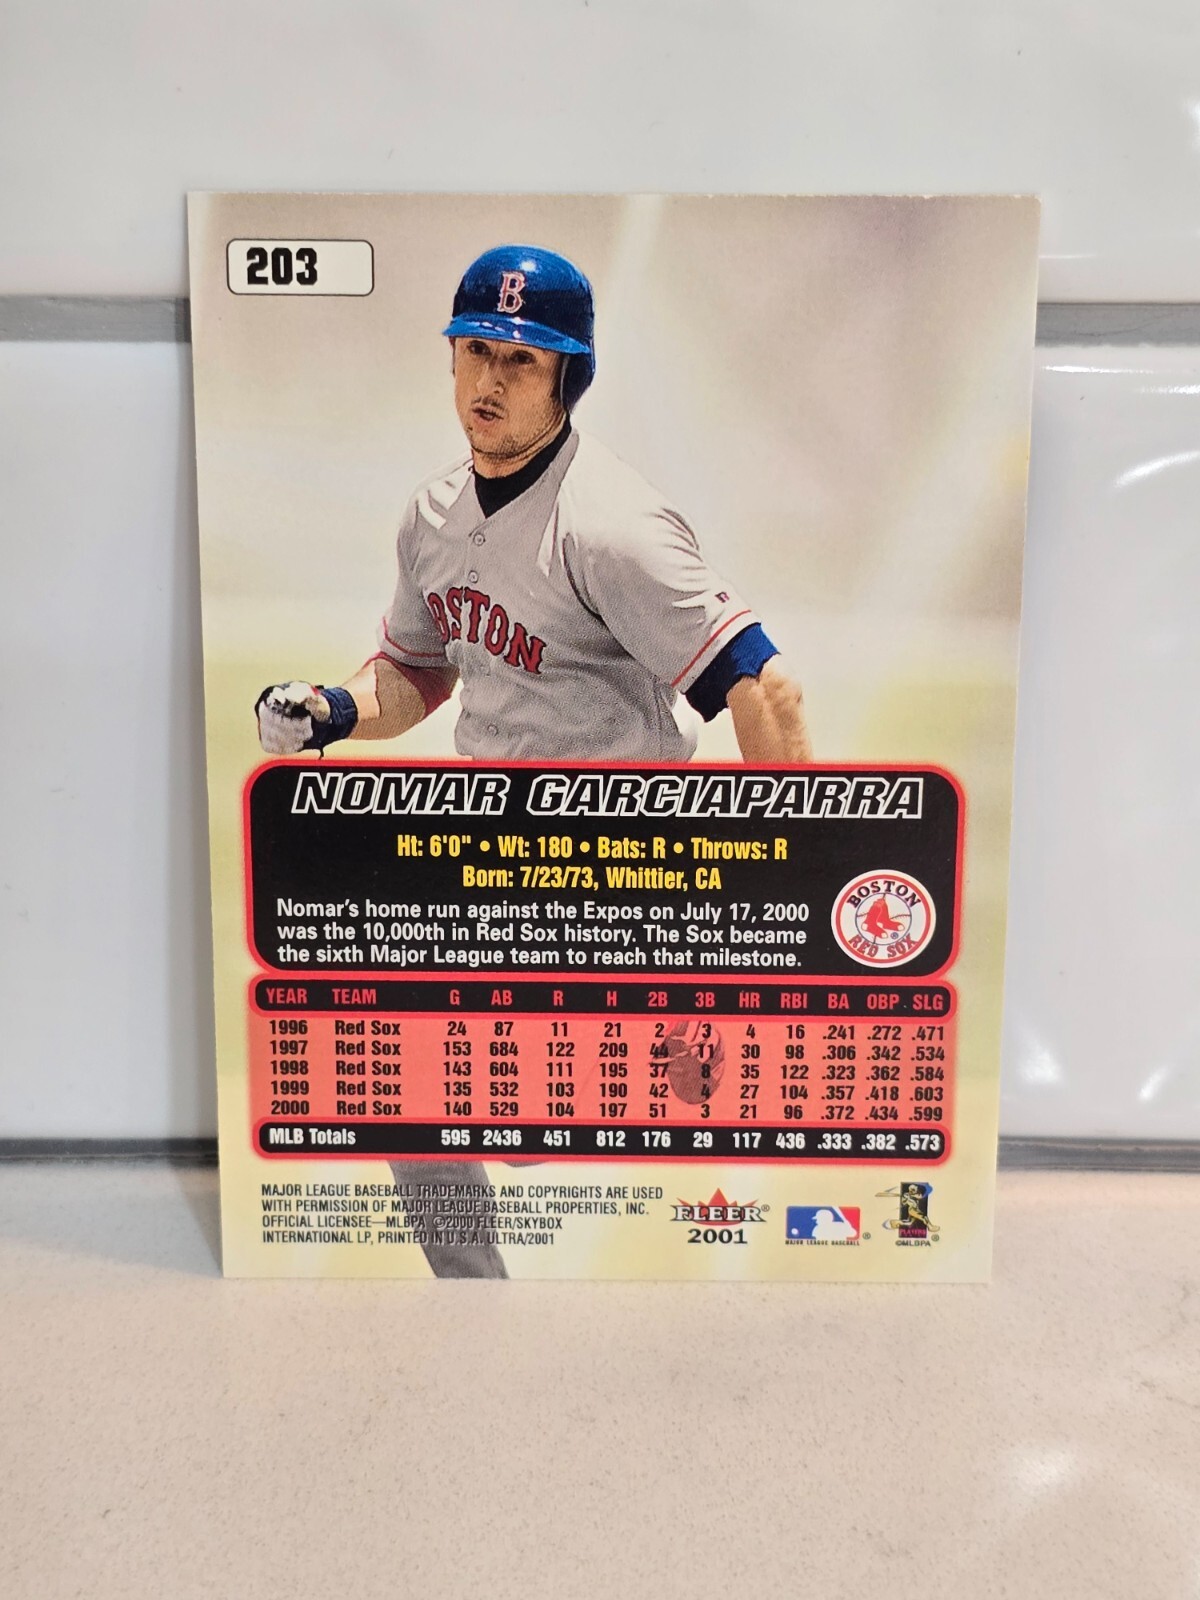 203
B
BOSTON
NOMAR GARCIAPARRA
Ht: 6'0" • Wt: 180 • Bats: R • Throws: R
Born: 7/23/73, Whittier, CA
Nomar's home run against the Expos on July 17, 2000
was the 10,000th in Red Sox history. The Sox became
the sixth Major League team to reach that milestone.
BOSTON
RED SOX
YEAR TEAM G AB R H 2B 3B HR RBI BA OBP SLG
1996 Red Sox 24 87 11 21 2 3 4 16 .241 .272 .471
1997 Red Sox 153 684 122 209 44 11 30 98 .306 .342 .534
1998 Red Sox 143 604 111 195 37 8 35 122 .323 .362 .584
1999 Red Sox 135 532 103 190 42 4 27 104 .357 .418 .603
2000 Red Sox 140 529 104 197 51 3 21 96 .372 .434 .599
MLB Totals 595 2436 451 812 176 29 117 436 .333 .382 .573
MAJOR LEAGUE BASEBALL TRADEMARKS AND COPYRIGHTS ARE USED
WITH PERMISSION OF MAJOR LEAGUE BASEBALL PROPERTIES, INC.
OFFICIAL LICENSEE—MLBPA ©2000 FLEER/SKYBOX
INTERNATIONAL LP, PRINTED IN U.S.A. ULTRA/2001
FLEER®
2001
MAJOR LEAGUE BASEBALL ®
PLAYERS
©MLBPA ®